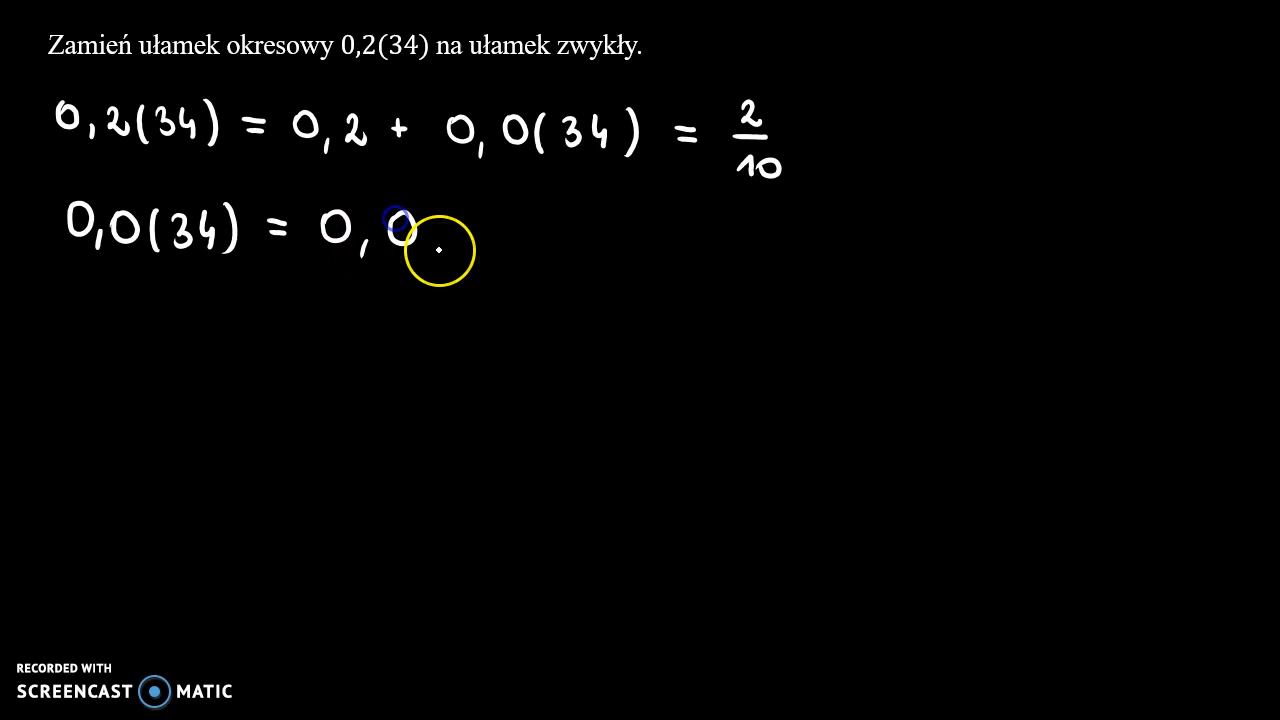 Zamień ułamek okresowy 0,2(34) na ułamek zwykły.
0,2(34) = 0,2 + 0,0(34) = 2/10
0,0(34) = 0,0
RECORDED WITH
SCREENCAST MATIC